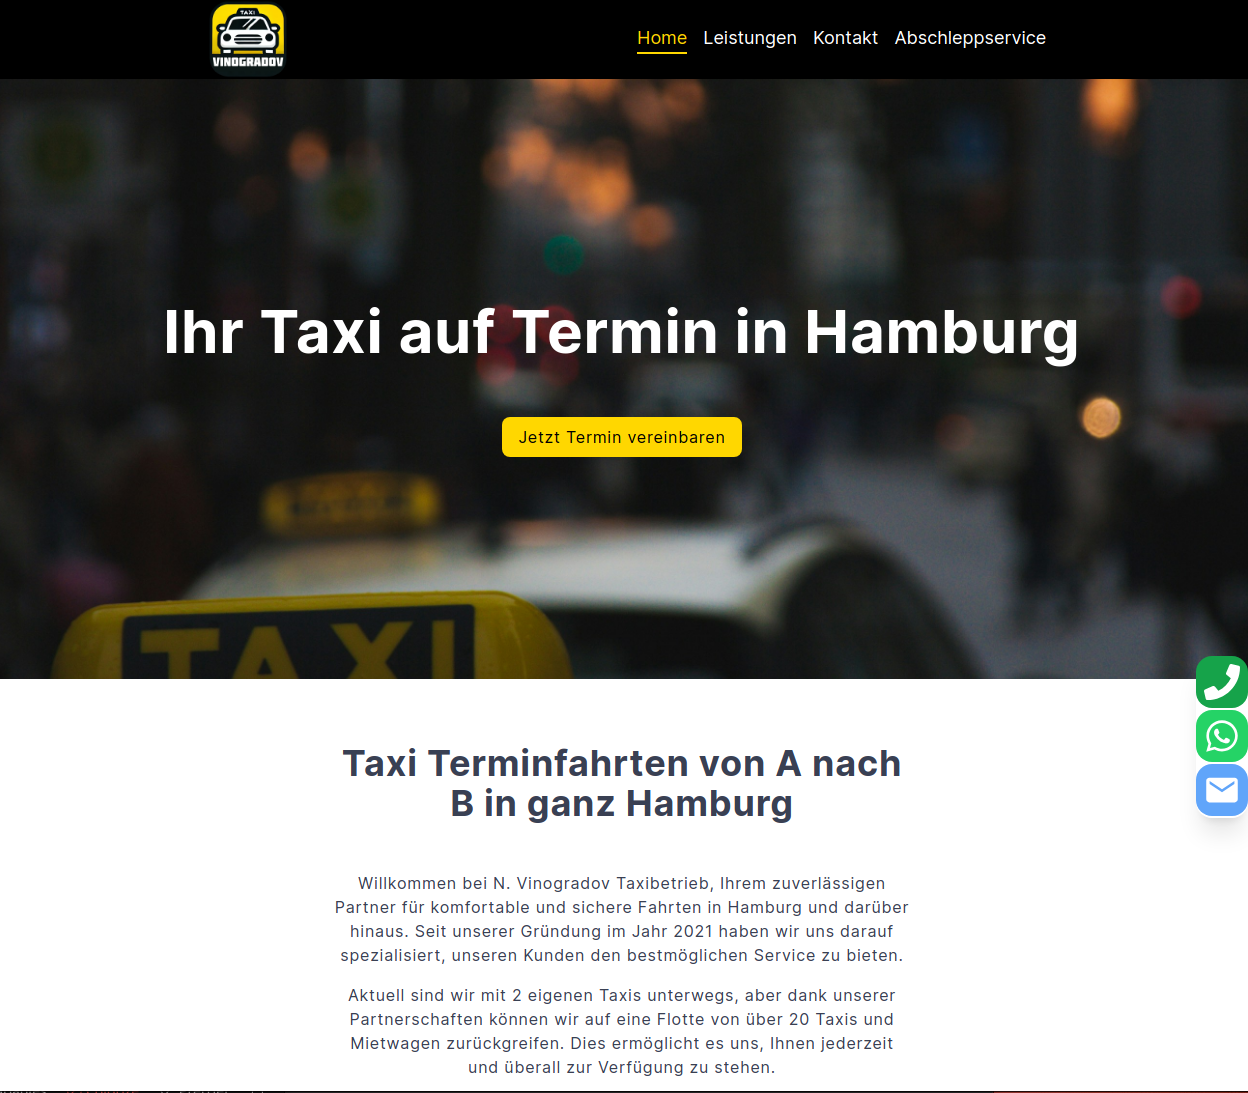 TAXI
VINOGRADOV
Home Leistungen Kontakt Abschleppservice
Ihr Taxi auf Termin in Hamburg
Jetzt Termin vereinbaren
TAXI
Taxi Terminfahrten von A nach
B in ganz Hamburg
Willkommen bei N. Vinogradov Taxibetrieb, Ihrem zuverlässigen
Partner für komfortable und sichere Fahrten in Hamburg und darüber
hinaus. Seit unserer Gründung im Jahr 2021 haben wir uns darauf
spezialisiert, unseren Kunden den bestmöglichen Service zu bieten.
Aktuell sind wir mit 2 eigenen Taxis unterwegs, aber dank unserer
Partnerschaften können wir auf eine Flotte von über 20 Taxis und
Mietwagen zurückgreifen. Dies ermöglicht es uns, Ihnen jederzeit
und überall zur Verfügung zu stehen.